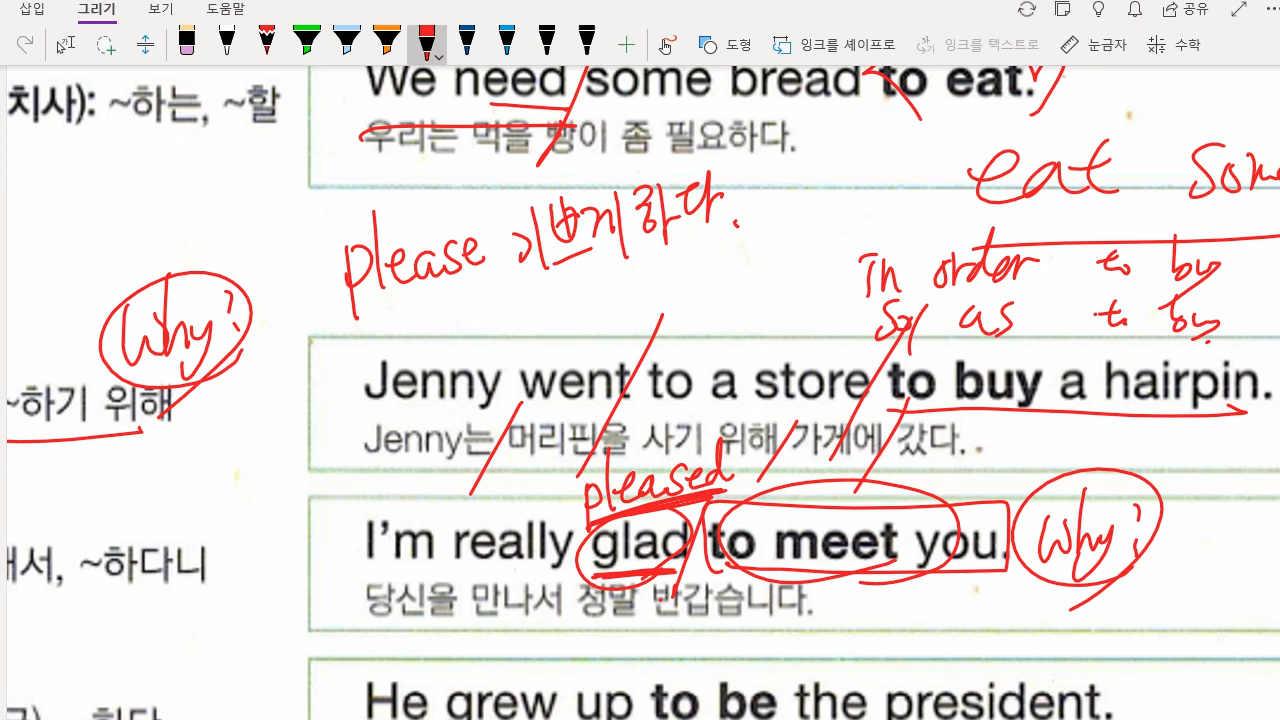 삽입 그리기 보기 도움말 공유
도형 잉크를 셰이프로 잉크를 텍스트로 눈금자 수학
We need some bread to eat.
치사): ~하는, ~할
우리는 먹을 빵이 좀 필요하다.
eat
please 기쁘게 하다.
In order to buy
so as to buy
Why?
Jenny went to a store to buy a hairpin.
~하기 위해
Jenny는 머리핀을 사기 위해 가게에 갔다.
pleased
I'm really glad to meet you.
Why?
해서, ~하다니
당신을 만나서 정말 반갑습니다.
He grew up to be the president.